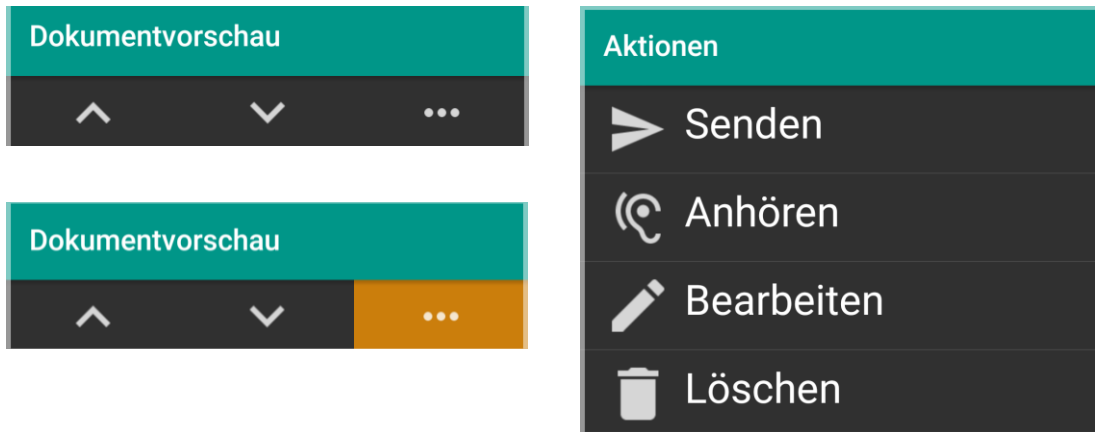 Dokumentvorschau
Dokumentvorschau
Aktionen
Senden
Anhören
Bearbeiten
Löschen